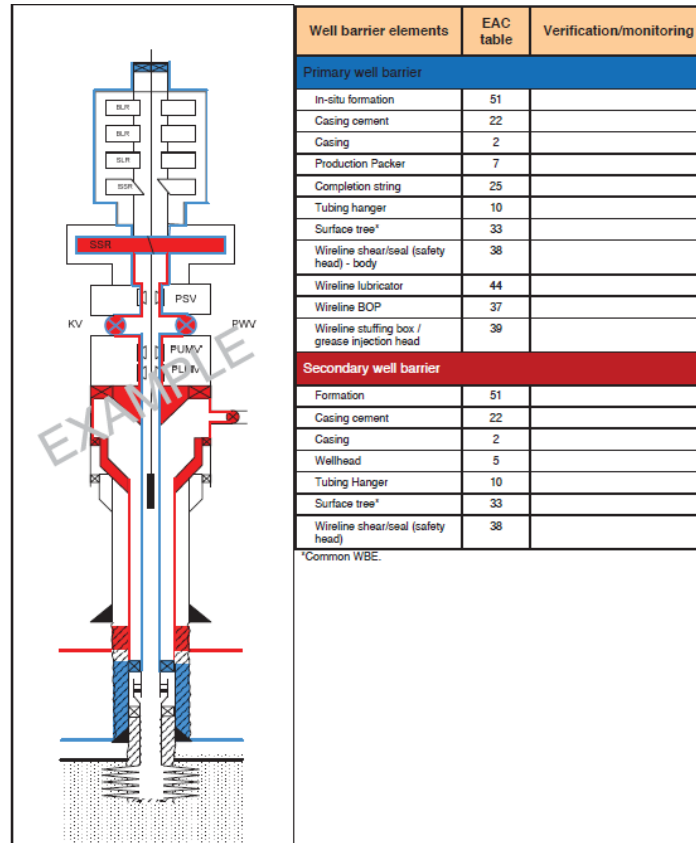 BLR
BLR
SLR
SSR
SSR
PSV
KV
PWV
PUMV
EXAMPLE
Well barrier elements EAC table Verification/monitoring
Primary well barrier
In-situ formation 51
Casing cement 22
Casing 2
Production Packer 7
Completion string 25
Tubing hanger 10
Surface tree* 33
Wireline shear/seal (safety head) - body 38
Wireline lubricator 44
Wireline BOP 37
Wireline stuffing box / grease injection head 39
Secondary well barrier
Formation 51
Casing cement 22
Casing 2
Wellhead 5
Tubing Hanger 10
Surface tree* 33
Wireline shear/seal (safety head) 38
*Common WBE.